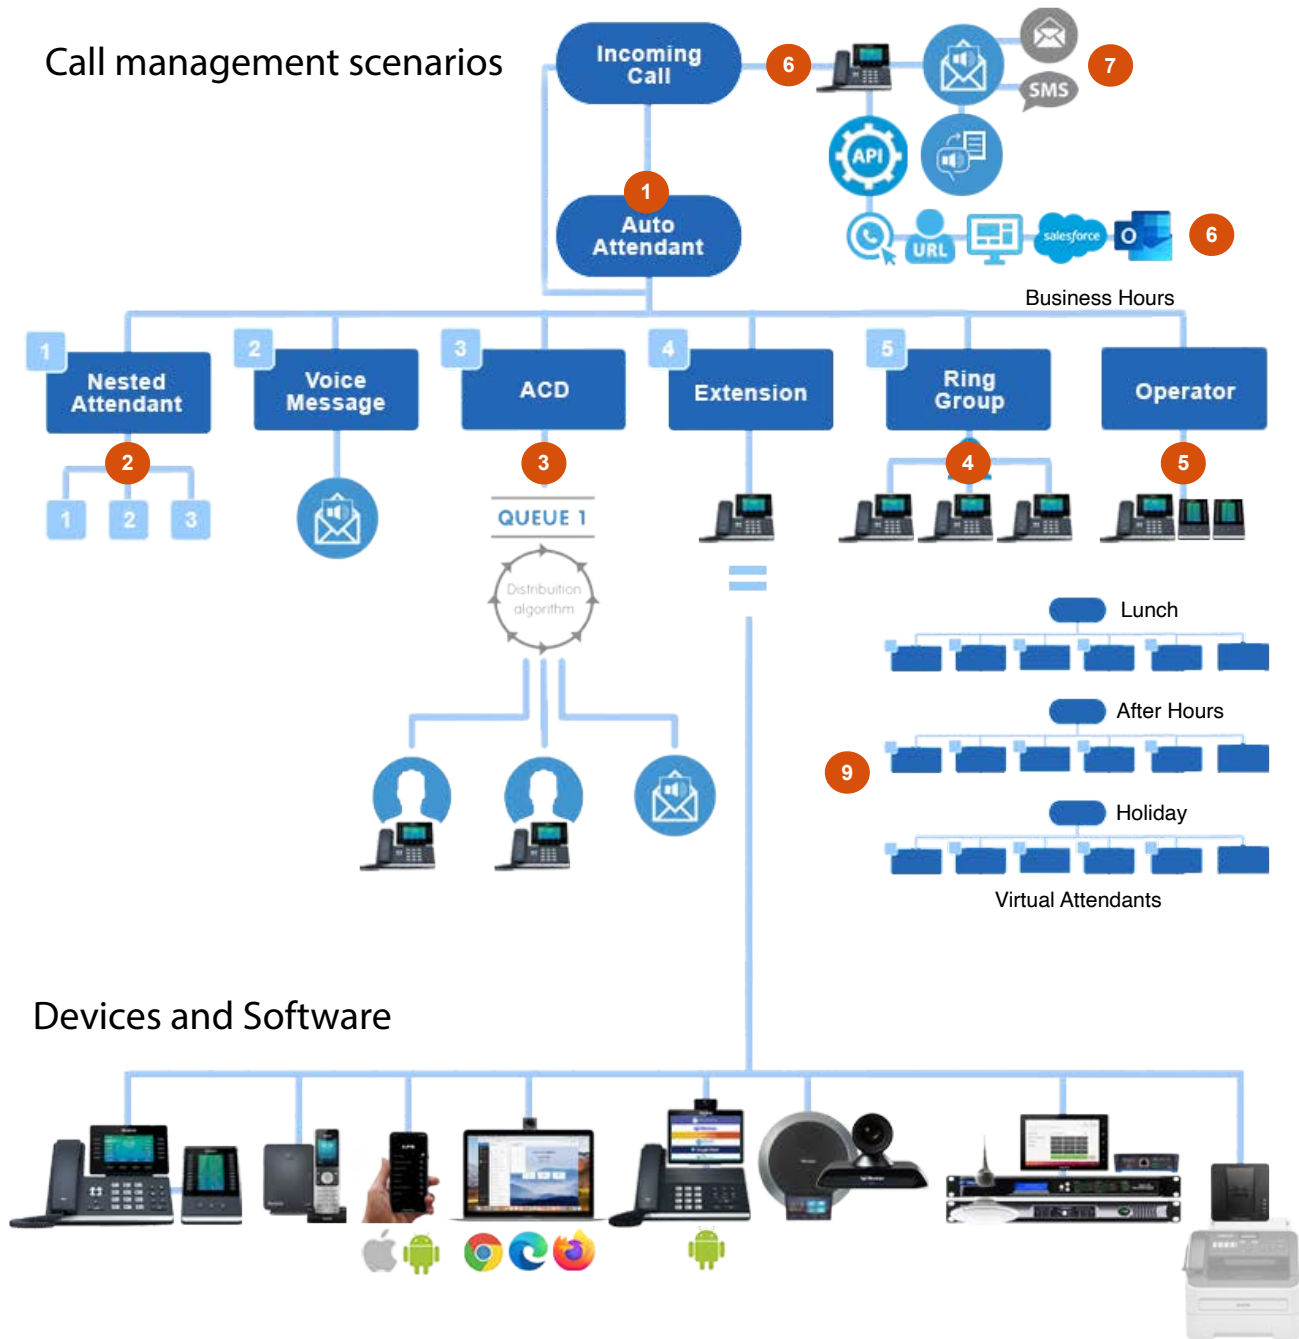 Call management scenarios
Incoming
Call
6
7
SMS
API
1
Auto
Attendant
URL
salesforce
O
6
Business Hours
1
Nested
Attendant
2
Voice
Message
3
ACD
4
Extension
5
Ring
Group
Operator
2
3
4
5
1
2
3
QUEUE 1
Distribuition
algorithm
Lunch
After Hours
9
Holiday
Virtual Attendants
Devices and Software